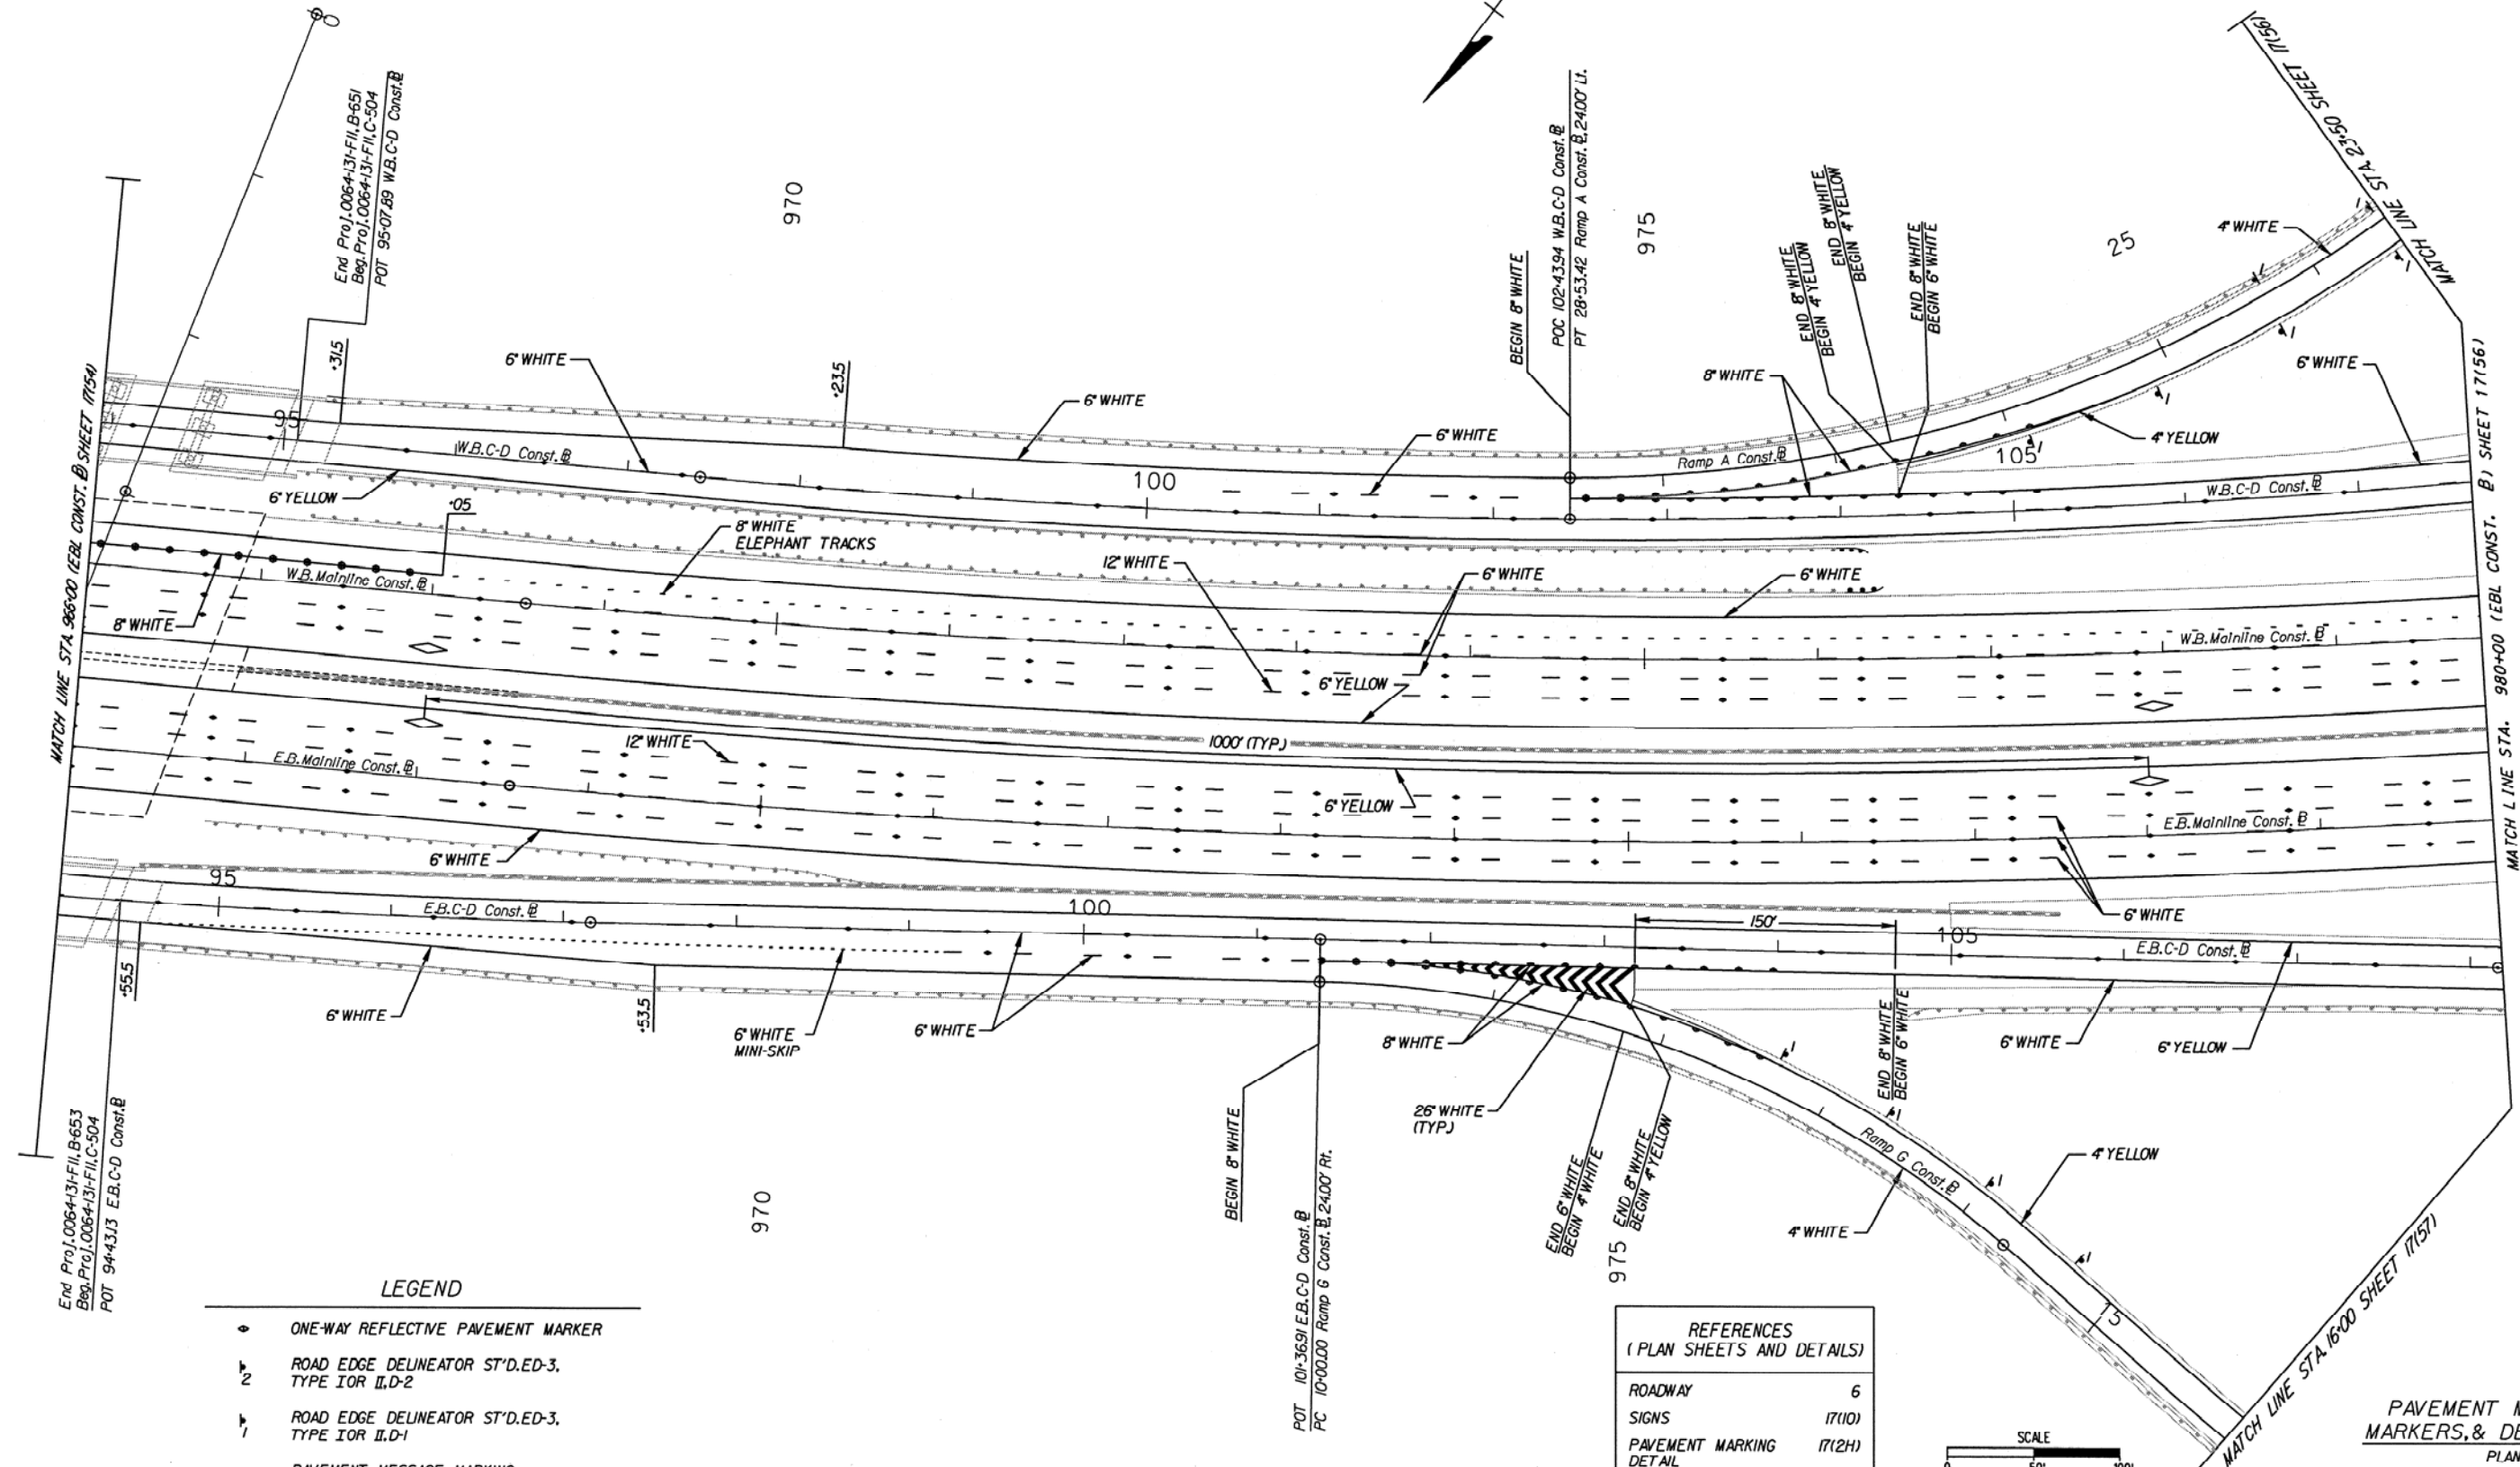 End Proj.0064-131-F11,B-651
Beg.Proj.0064-131-F11,C-504
POT 95+07.89 W.B.C-D Const.B
970
BEGIN 8" WHITE
POC 102+43.94 W.B.C-D Const.B
PT 28+53.42 Ramp A Const.B,24.00' Lt.
975
END 8" WHITE
BEGIN 4" YELLOW
END 8" WHITE
BEGIN 4" YELLOW
END 8" WHITE
BEGIN 6" WHITE
25
4" WHITE
MATCH LINE STA. 23+50 SHEET 17(56)
MATCH LINE
MATCH LINE STA. 966+00 (EBL CONST. B) SHEET 17(54)
+31.5
+23.5
6" WHITE
6" WHITE
6" WHITE
8" WHITE
6" WHITE
4" YELLOW
95
W.B.C-D Const.B
6" YELLOW
100
Ramp A Const.B
105
W.B.C-D Const.B
+05
8" WHITE
ELEPHANT TRACKS
12" WHITE
6" WHITE
6" WHITE
W.B.Mainline Const.B
8" WHITE
W.B.Mainline Const.B
6" YELLOW
1000' (TYP.)
12" WHITE
E.B.Mainline Const.B
6" YELLOW
E.B.Mainline Const.B
6" WHITE
6" WHITE
95
E.B.C-D Const.B
100
150'
105
E.B.C-D Const.B
+55.5
6" WHITE
+53.5
6" WHITE
MINI-SKIP
6" WHITE
8" WHITE
26" WHITE
(TYP.)
END 8" WHITE
BEGIN 6" WHITE
6" WHITE
6" YELLOW
MATCH LINE STA. 980+00 (EBL CONST. B) SHEET 17(56)
End Proj.0064-131-F11,B-653
Beg.Proj.0064-131-F11,C-504
POT 94+43.13 E.B.C-D Const.B
970
BEGIN 8" WHITE
POT 101+36.91 E.B.C-D Const.B
PC 10+00.00 Ramp G Const.B,24.00' Rt.
END 6" WHITE
BEGIN 4" WHITE
END 8" WHITE
BEGIN 4" YELLOW
975
Ramp G Const.B
4" YELLOW
4" WHITE
15
MATCH LINE STA.16+00 SHEET 17(57)
LEGEND
ONE-WAY REFLECTIVE PAVEMENT MARKER
2 ROAD EDGE DELINEATOR ST'D.ED-3,
TYPE I OR II,D-2
1 ROAD EDGE DELINEATOR ST'D.ED-3,
TYPE I OR II,D-1
PAVEMENT MESSAGE MARKING
REFERENCES
(PLAN SHEETS AND DETAILS)
ROADWAY 6
SIGNS 17(10)
PAVEMENT MARKING 17(2H)
DETAIL
SCALE
0 50' 100'
PAVEMENT M
MARKERS,& DE
PLAN